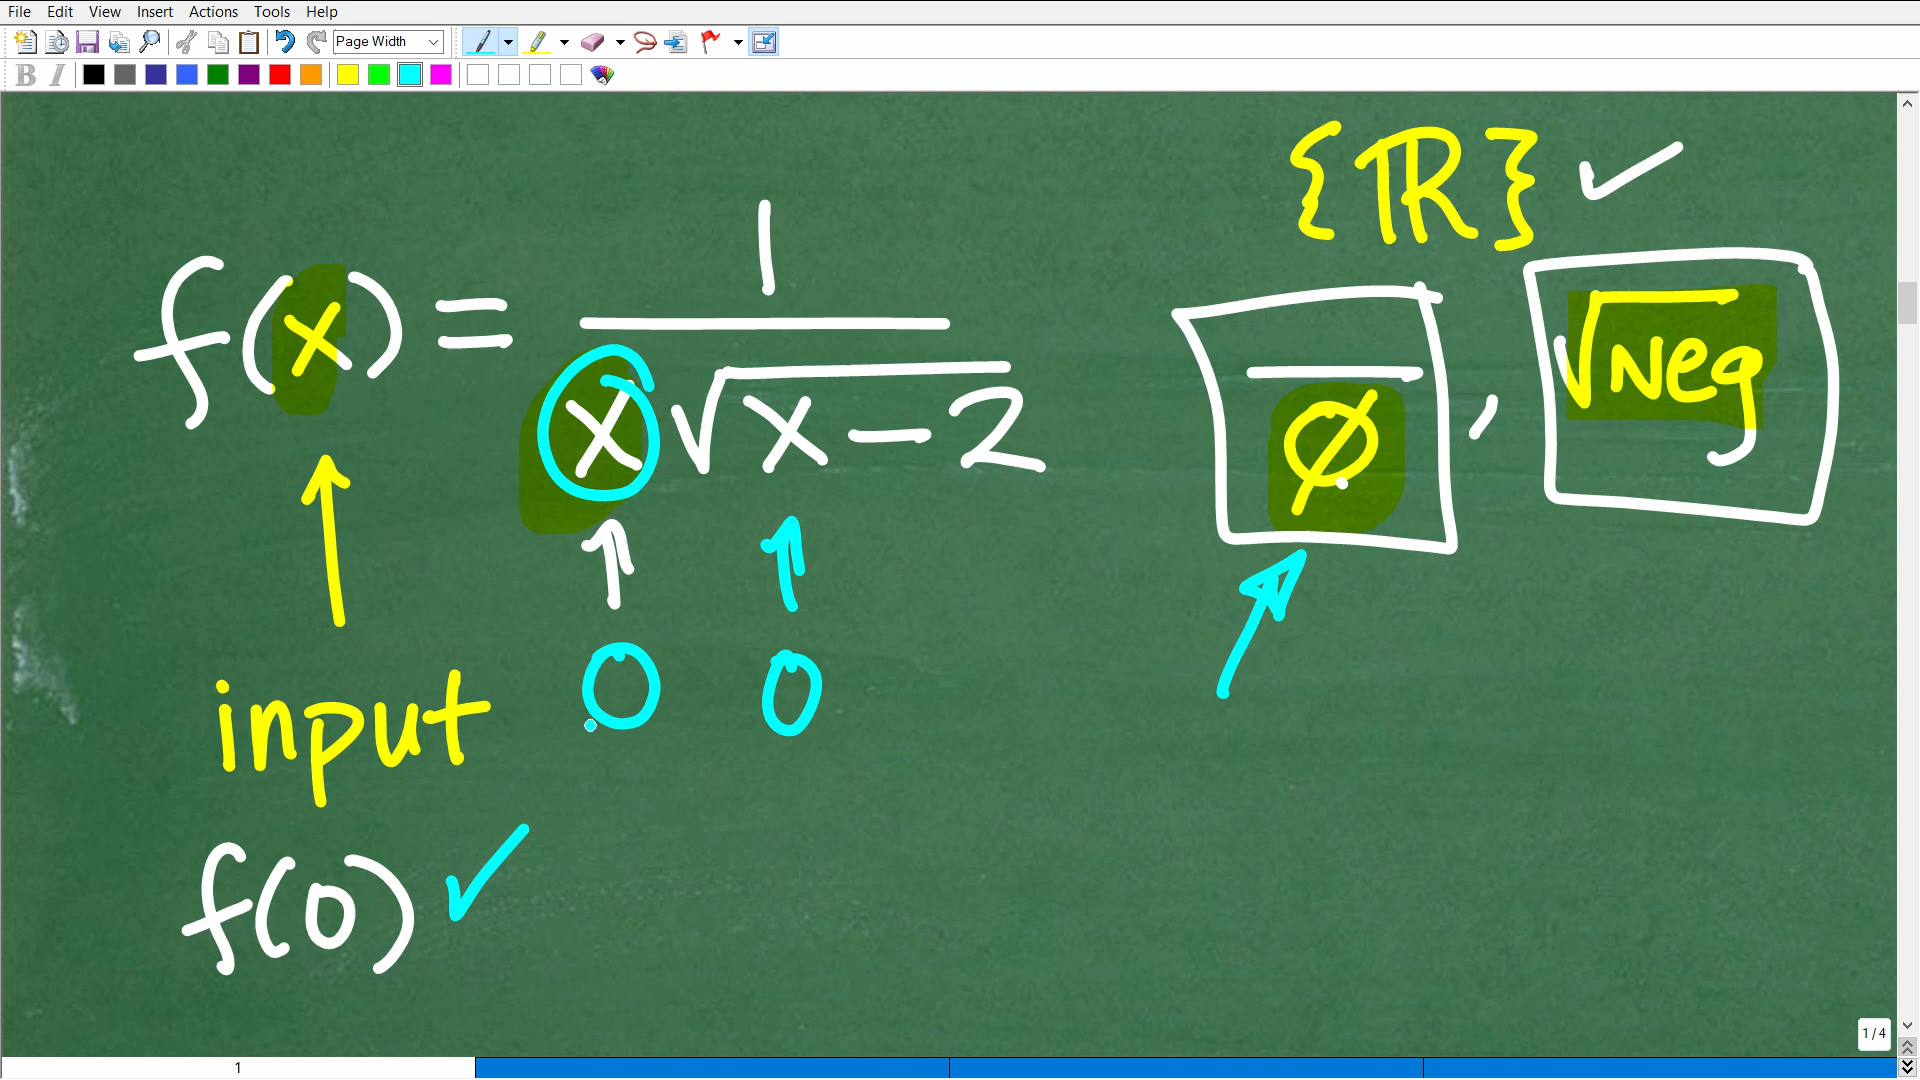 File Edit View Insert Actions Tools Help
Page Width
B I
{ℝ} ✓
f(x) = 1 / x√x-2
∅ , √Neg
0 0
input
f(0) ✓
1 / 4
1